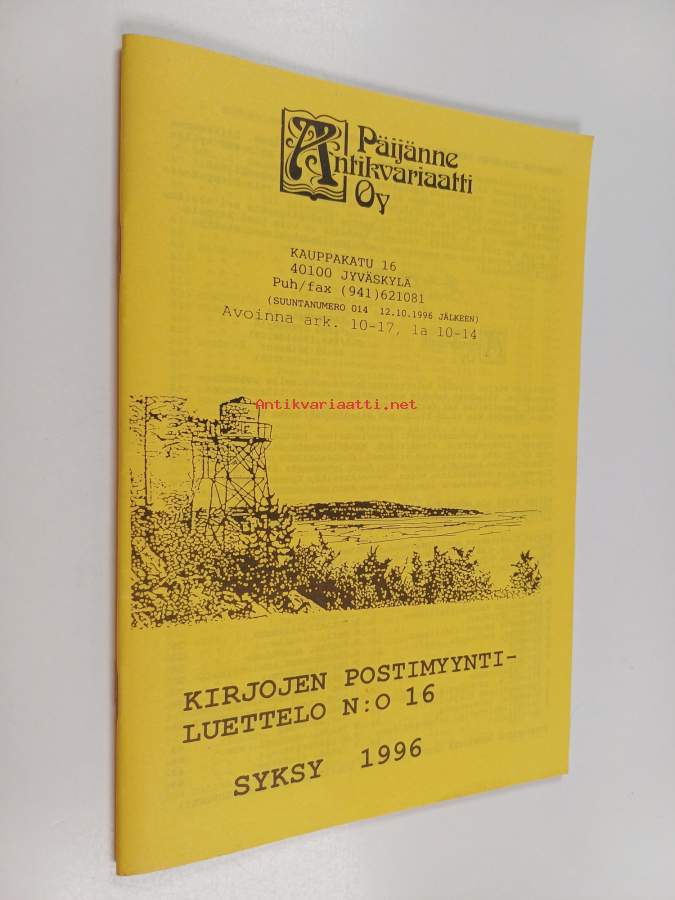 Päijänne
Antikvariaatti
Oy
KAUPPAKATU 16
40100 JYVÄSKYLÄ
Puh/fax (941)621081
(SUUNTANUMERO 014 12.10.1996 JÄLKEEN)
Avoinna ark. 10-17, la 10-14
Antikvariaatti.net
KIRJOJEN POSTIMYYNTI-
LUETTELO N:O 16
SYKSY 1996